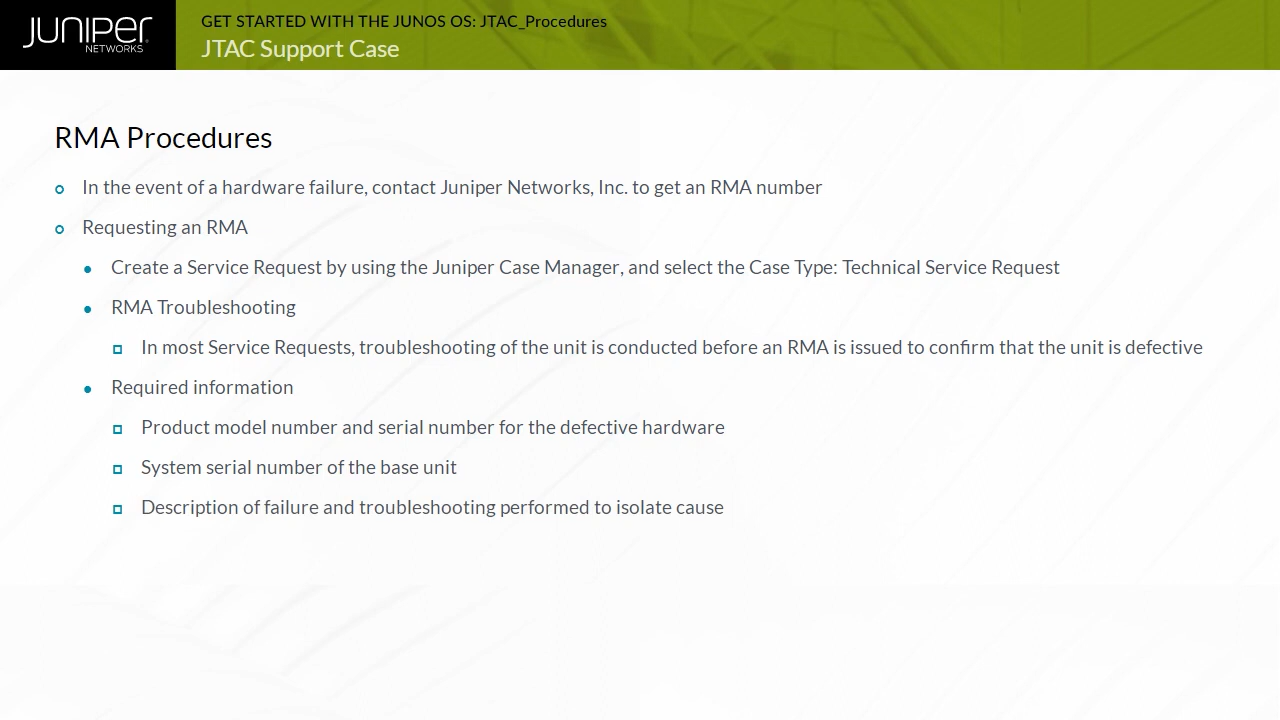 JUNIPER
NETWORKS
GET STARTED WITH THE JUNOS OS: JTAC_Procedures
JTAC Support Case
RMA Procedures
In the event of a hardware failure, contact Juniper Networks, Inc. to get an RMA number
Requesting an RMA
Create a Service Request by using the Juniper Case Manager, and select the Case Type: Technical Service Request
RMA Troubleshooting
In most Service Requests, troubleshooting of the unit is conducted before an RMA is issued to confirm that the unit is defective
Required information
Product model number and serial number for the defective hardware
System serial number of the base unit
Description of failure and troubleshooting performed to isolate cause